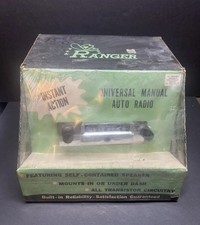 RANGER
INSTANT
ACTION
UNIVERSAL MANUAL
AUTO RADIO
FEATURING SELF-CONTAINED SPEAKER
MOUNTS IN OR UNDER DASH
ALL TRANSISTOR CIRCUITRY
Built-in Reliability-Satisfaction Guaranteed